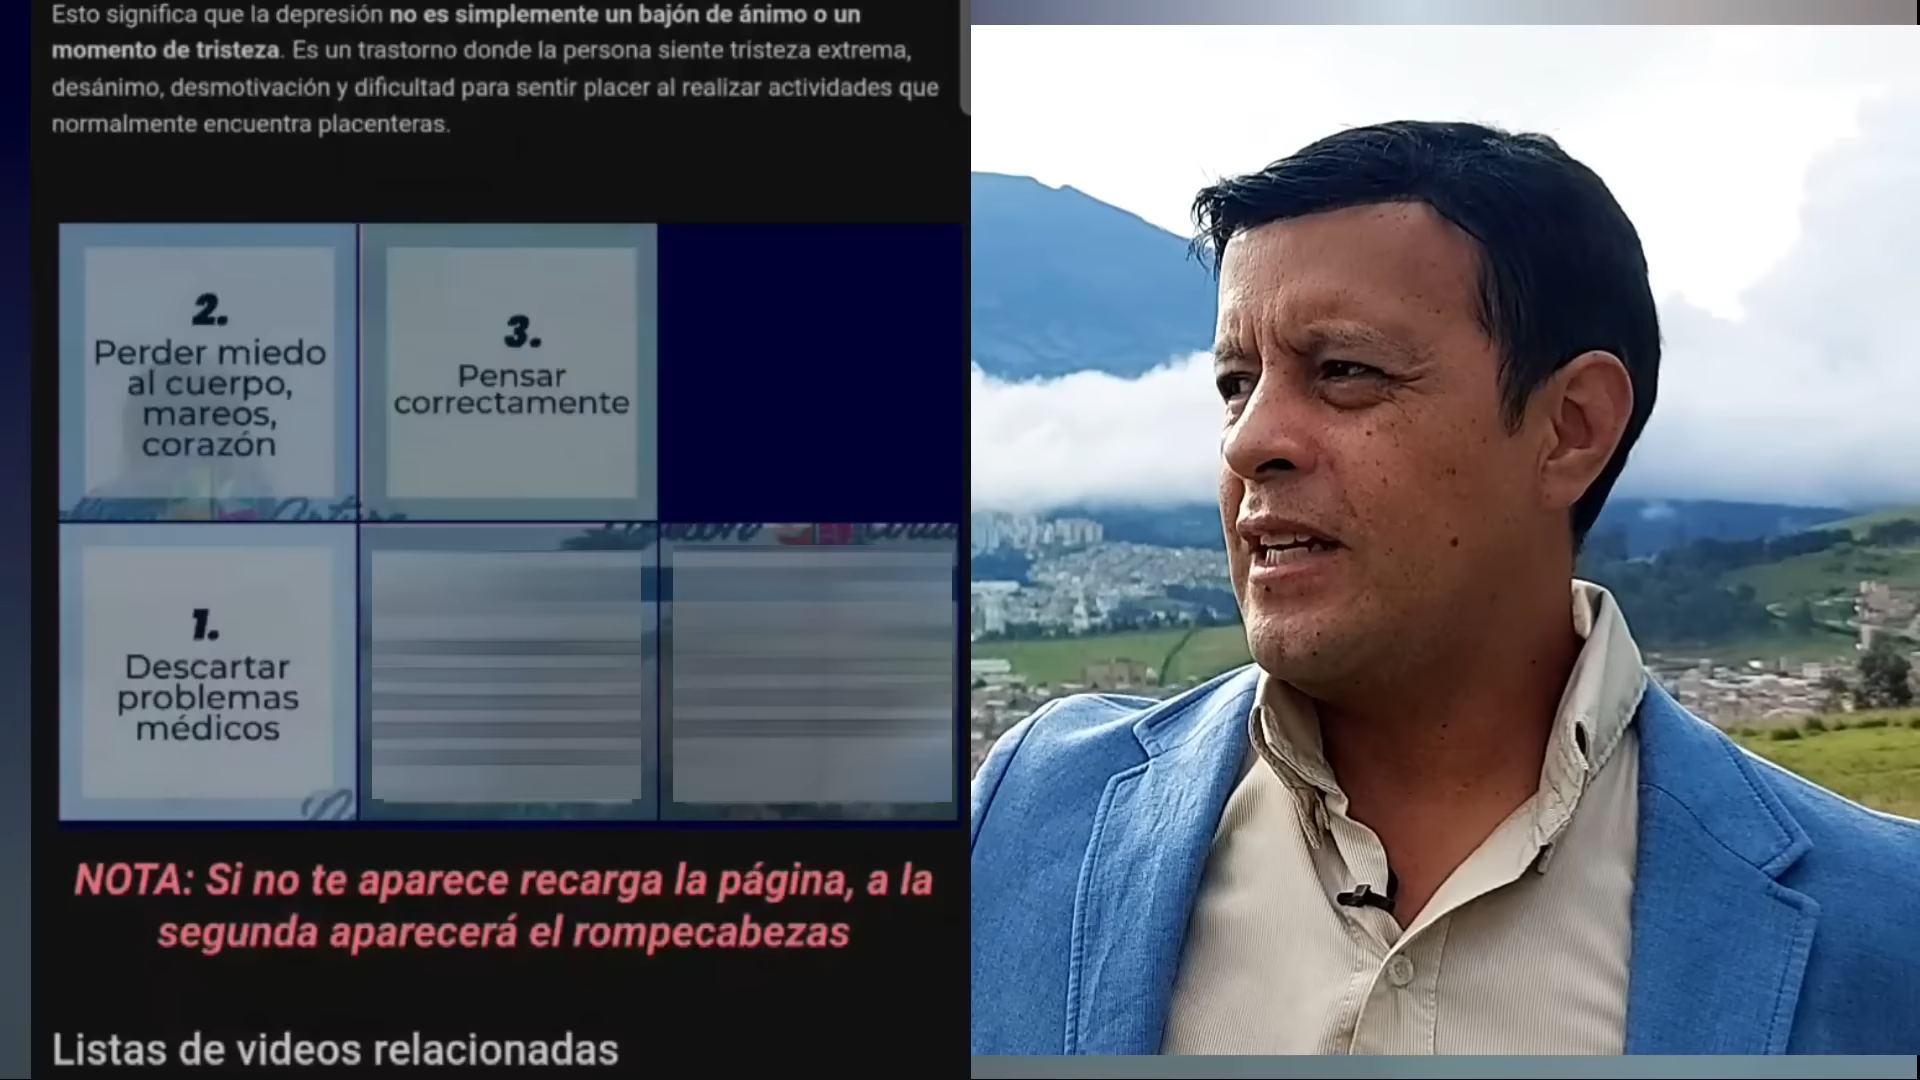 Esto significa que la depresión no es simplemente un bajón de ánimo o un
momento de tristeza. Es un trastorno donde la persona siente tristeza extrema,
desánimo, desmotivación y dificultad para sentir placer al realizar actividades que
normalmente encuentra placenteras.
2.
Perder miedo
al cuerpo,
mareos,
corazón
3.
Pensar
correctamente
1.
Descartar
problemas
médicos
NOTA: Si no te aparece recarga la página, a la
segunda aparecerá el rompecabezas
Listas de videos relacionadas